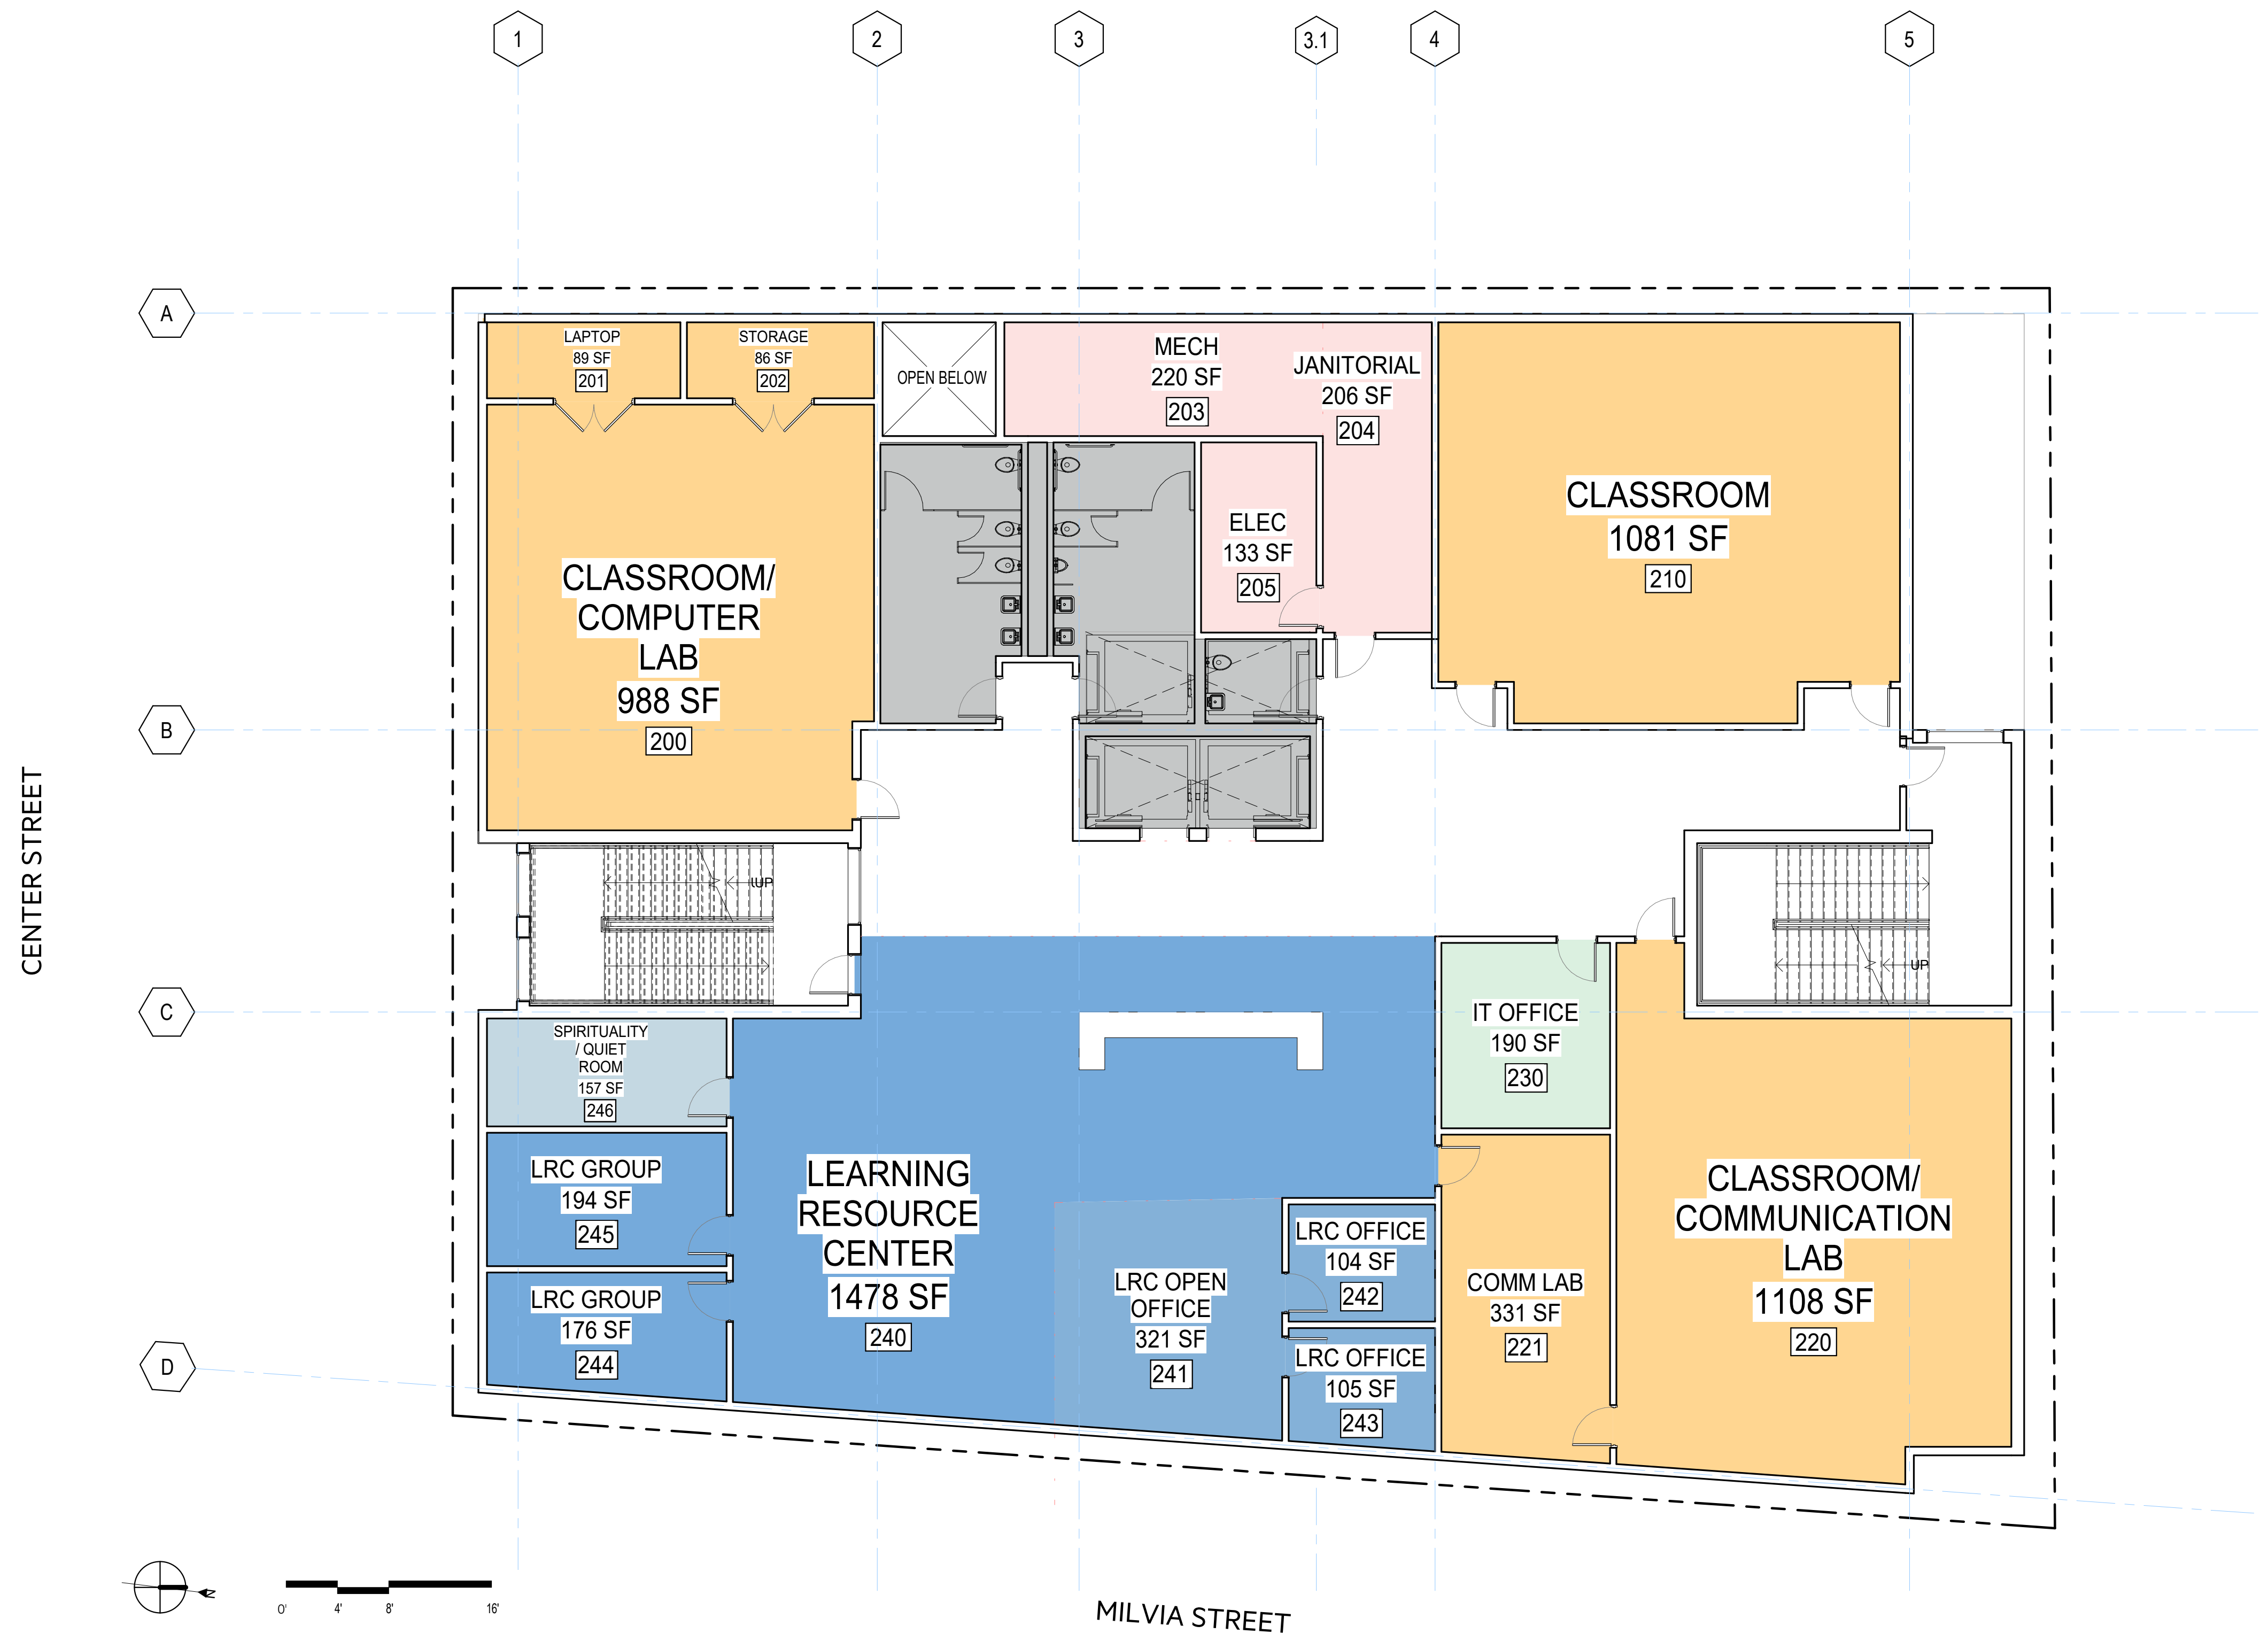 1
2
3
3.1
4
5
A
LAPTOP
89 SF
201
STORAGE
86 SF
202
OPEN BELOW
MECH
220 SF
203
JANITORIAL
206 SF
204
CLASSROOM
1081 SF
210
ELEC
133 SF
205
CLASSROOM/
COMPUTER
LAB
988 SF
200
B
CENTER STREET
UP
UP
C
SPIRITUALITY
/ QUIET
ROOM
157 SF
246
IT OFFICE
190 SF
230
LRC GROUP
194 SF
245
LEARNING
RESOURCE
CENTER
1478 SF
240
LRC OFFICE
104 SF
242
CLASSROOM/
COMMUNICATION
LAB
1108 SF
220
LRC GROUP
176 SF
244
LRC OPEN
OFFICE
321 SF
241
COMM LAB
331 SF
221
LRC OFFICE
105 SF
243
D
N
O'
4'
8'
16'
MILVIA STREET